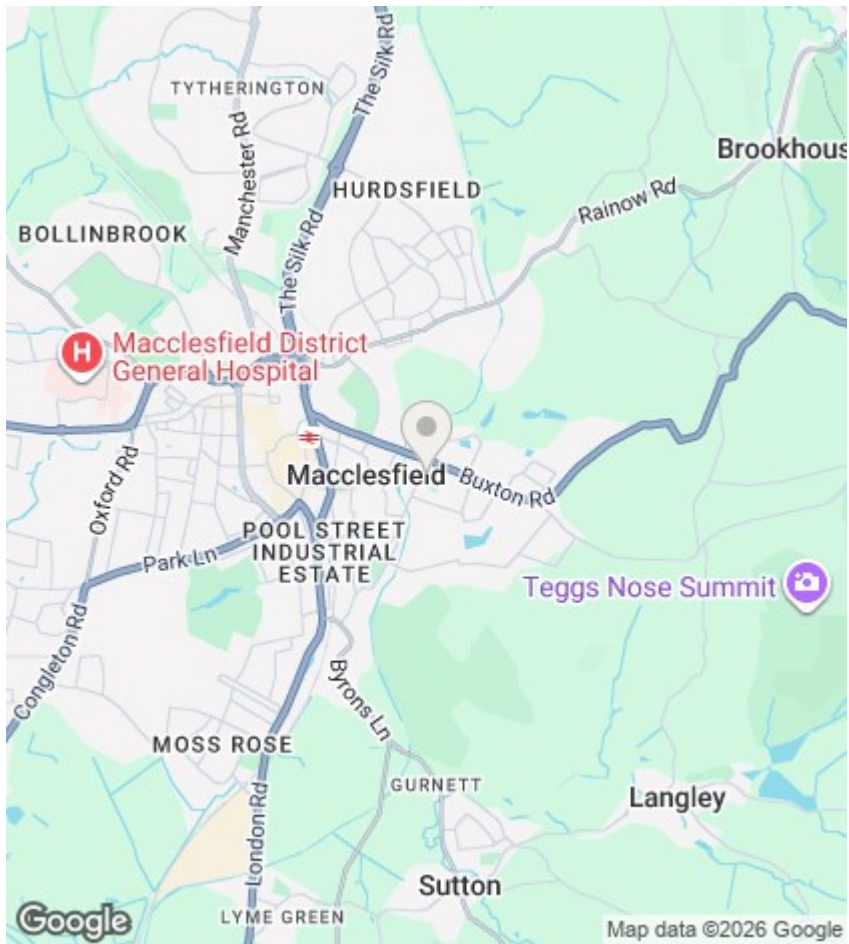 The Silk Rd
TYTHERINGTON
Manchester Rd
Brookhous
HURDSFIELD
Rainow Rd
BOLLINBROOK
The Silk Rd
H
Macclesfield District
General Hospital
Oxford Rd
Macclesfield
Buxton Rd
POOL STREET
INDUSTRIAL
ESTATE
Park Ln
Teggs Nose Summit
Congleton Rd
Byrons Ln
MOSS ROSE
GURNETT
Langley
London Rd
Sutton
LYME GREEN
Google
Map data ©2026 Google